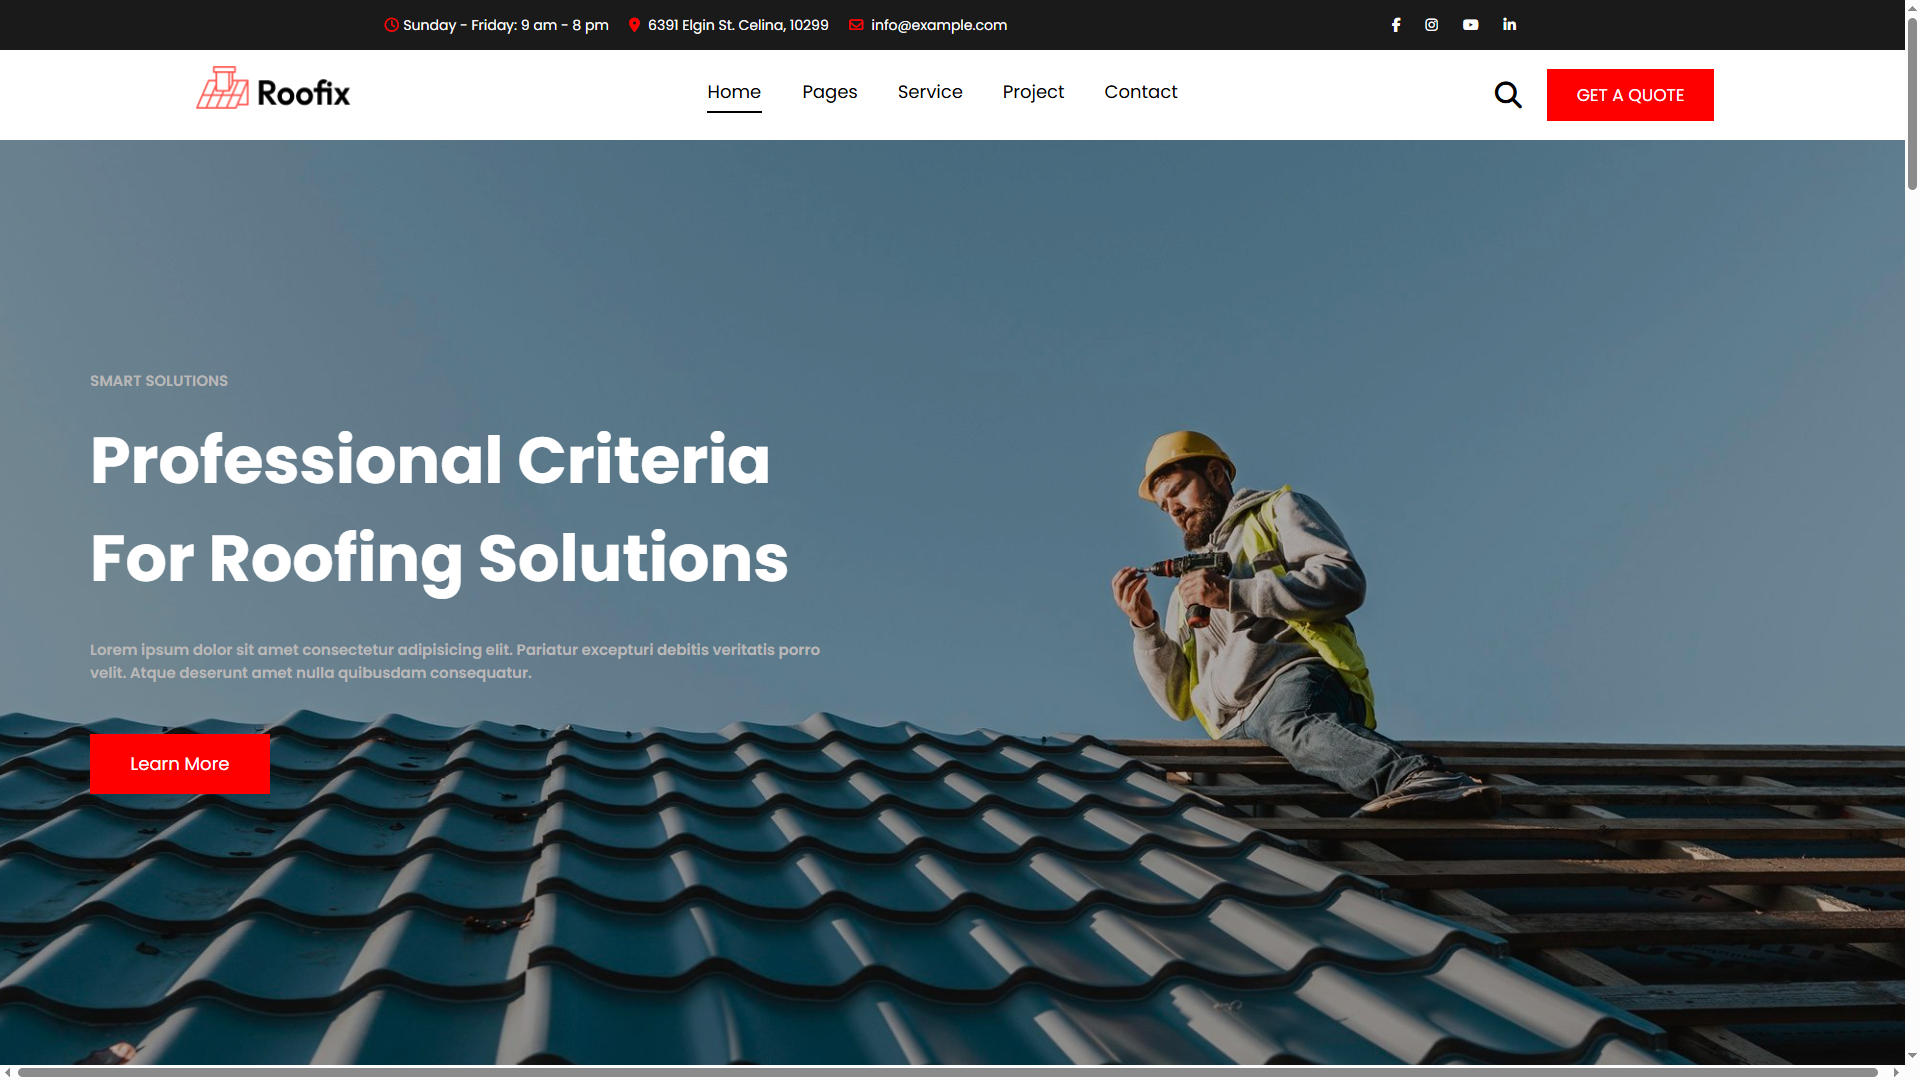 Sunday - Friday: 9 am - 8 pm 6391 Elgin St. Celina, 10299 info@example.com
Roofix Home Pages Service Project Contact GET A QUOTE
SMART SOLUTIONS
Professional Criteria
For Roofing Solutions
Lorem ipsum dolor sit amet consectetur adipisicing elit. Pariatur excepturi debitis veritatis porro
velit. Atque deserunt amet nulla quibusdam consequatur.
Learn More